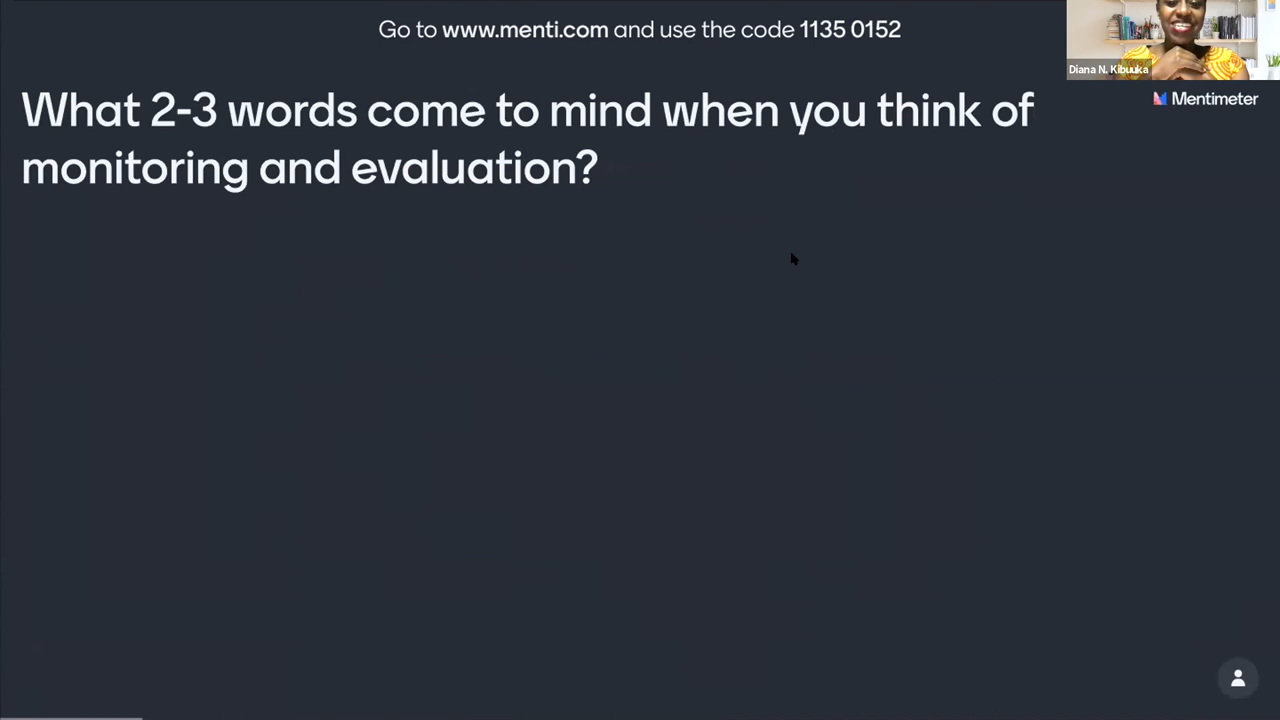 Go to www.menti.com and use the code 1135 0152
Diana N. Kibuuka
Mentimeter
What 2-3 words come to mind when you think of
monitoring and evaluation?